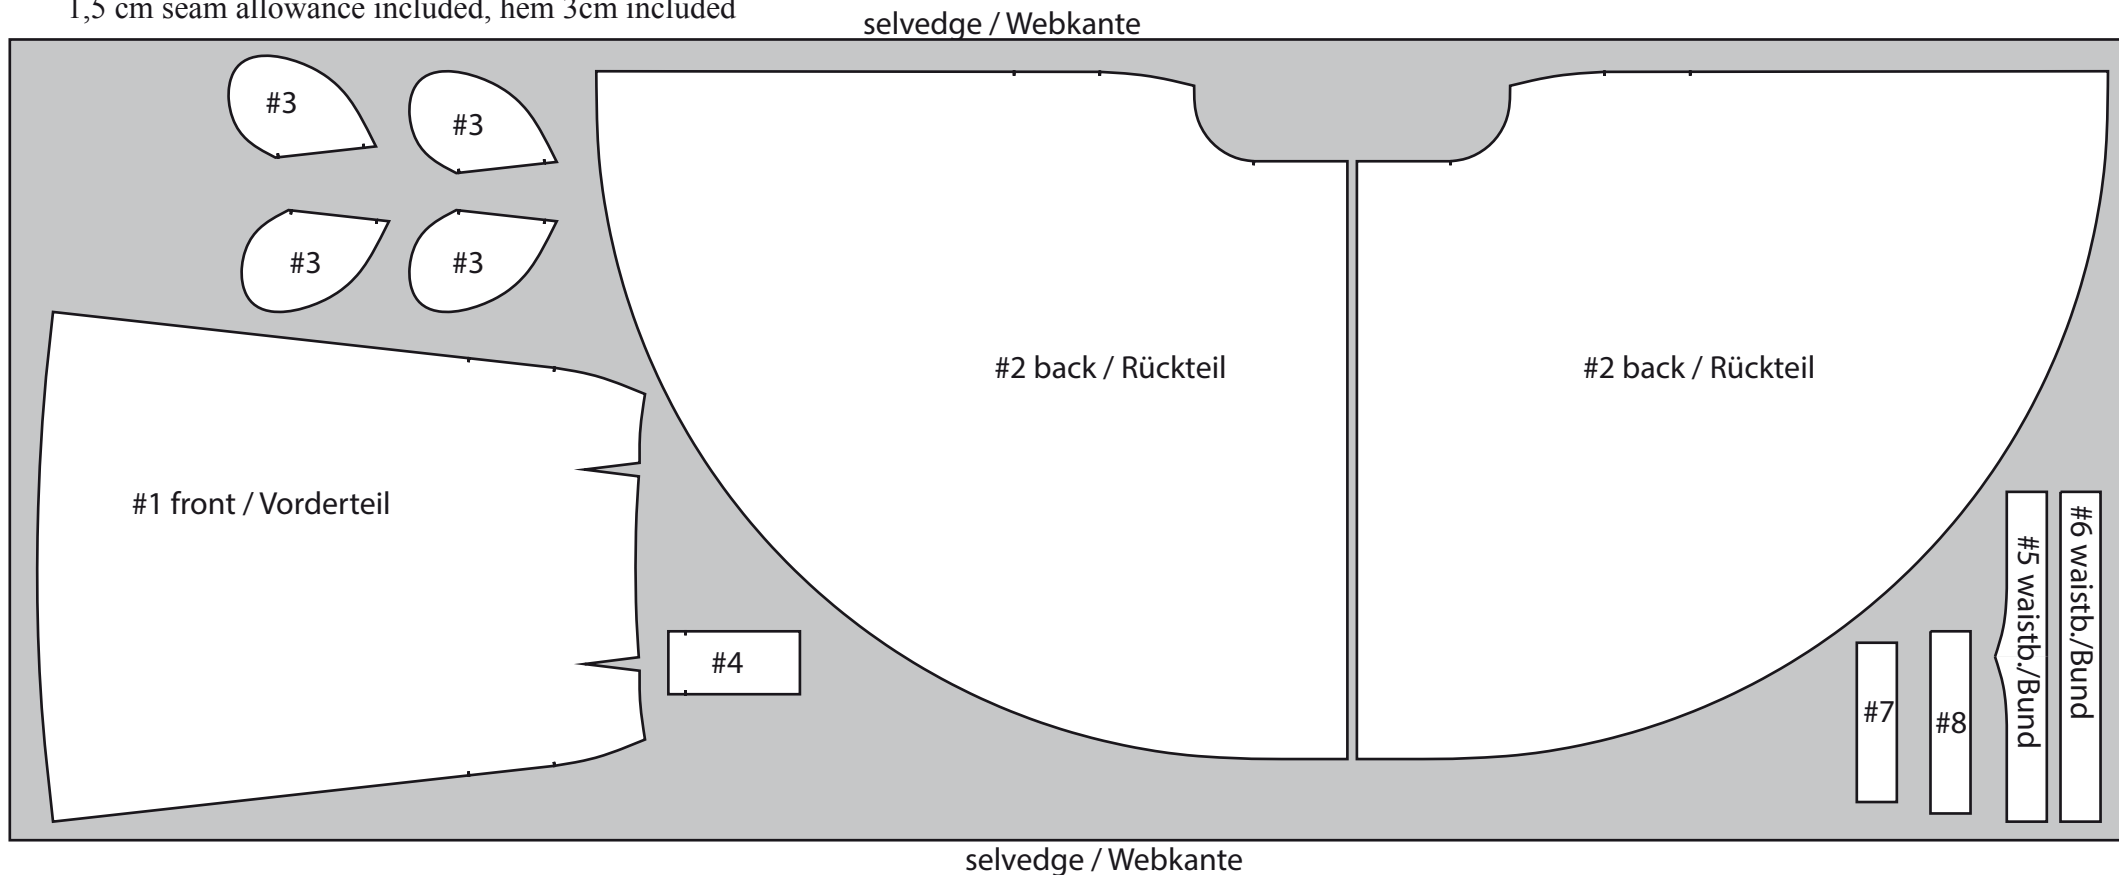 1,5 cm seam allowance included, hem 3cm included
selvedge / Webkante
#3
#3
#3
#3
#2 back / Rückteil
#2 back / Rückteil
#1 front / Vorderteil
#4
#5 waistb./Bund
#6 waistb./Bund
#7
#8
selvedge / Webkante